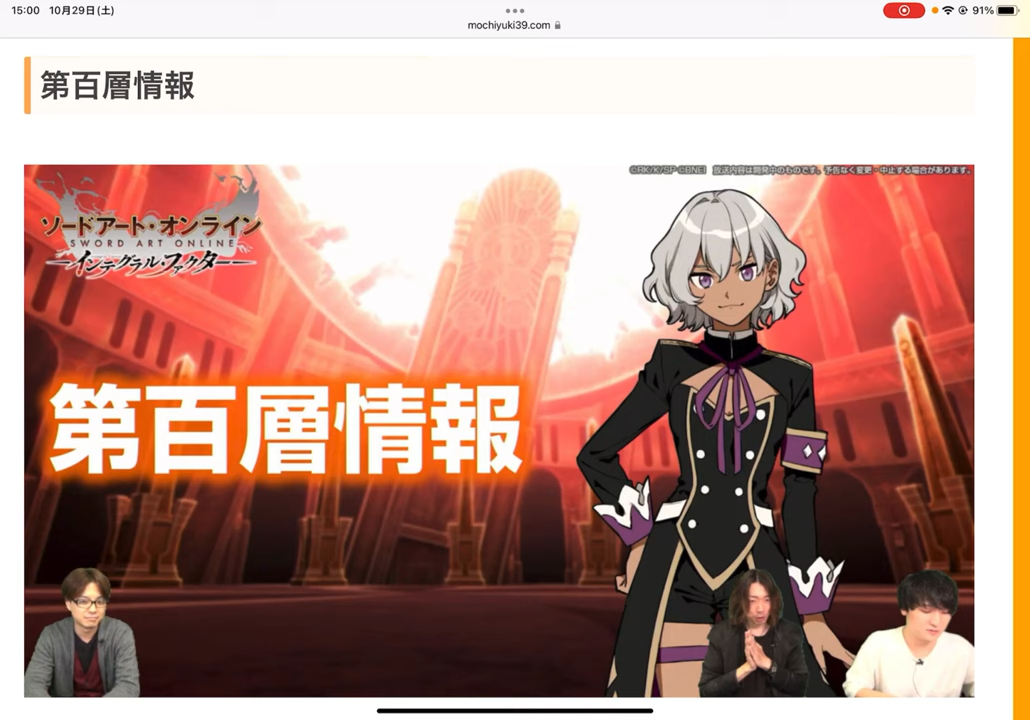 15:00 10月29日(土)
mochiyuki39.com
91%
第百層情報
©RK/K/SP ©BNEI 放送内容は開発中のものです。予告なく変更・中止する場合があります。
ソードアート・オンライン
SWORD ART ONLINE
インテグラル・ファクター
第百層情報